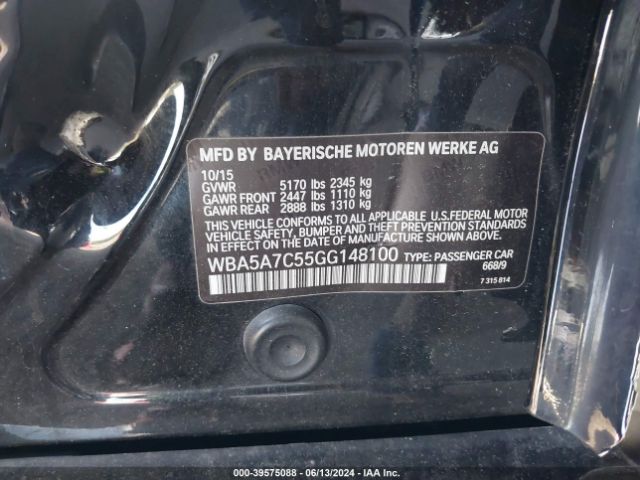 MFD BY BAYERISCHE MOTOREN WERKE AG
10/15
GVWR 5170 lbs 2345 kg
GAWR FRONT 2447 lbs 1110 kg
GAWR REAR 2888 lbs 1310 kg
THIS VEHICLE CONFORMS TO ALL APPLICABLE U.S.FEDERAL MOTOR
VEHICLE SAFETY, BUMPER AND THEFT PREVENTION
STANDARDS IN EFFECT ON THE DATE OF MANUFACTURE SHOWN ABOVE.
WBA5A7C55GG148100 TYPE: PASSENGER CAR
668/9
7 315 814
000-39575088 - 06/13/2024 - IAA Inc.